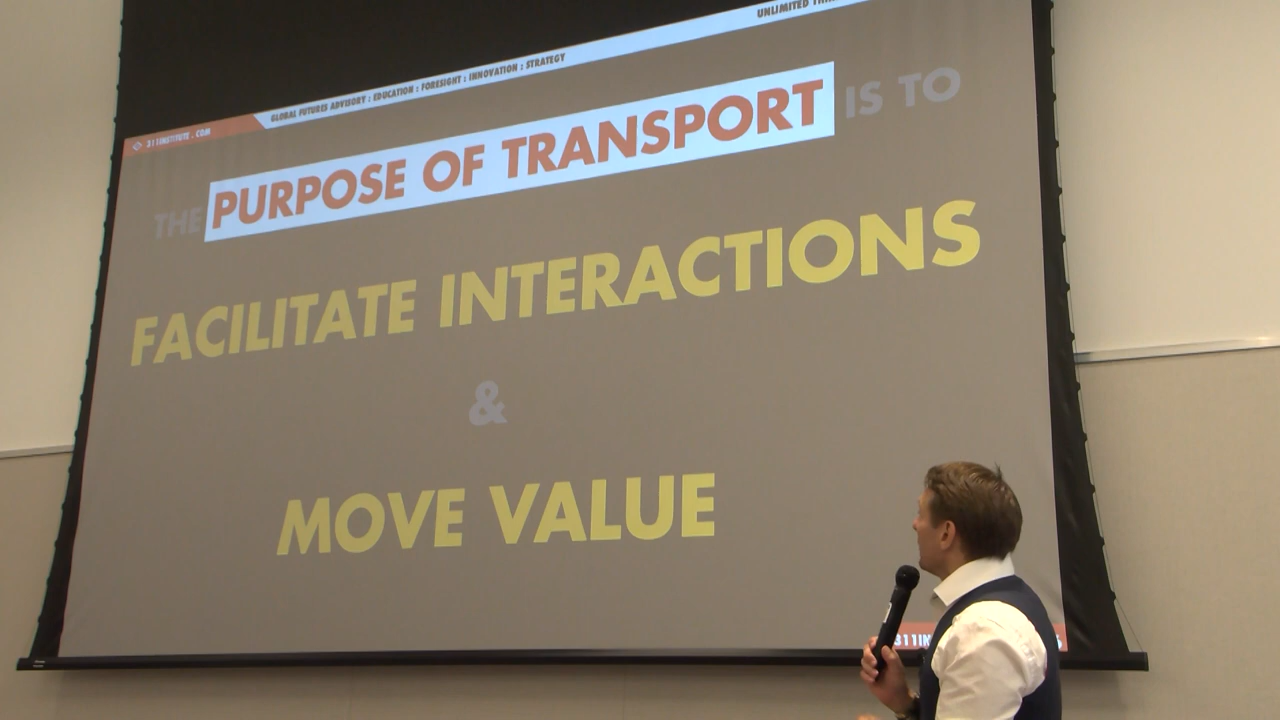 UNLIMITED
GLOBAL FUTURES ADVISORY : EDUCATION : FORESIGHT : INNOVATION : STRATEGY
311INSTITUTE . COM
THE PURPOSE OF TRANSPORT IS TO
FACILITATE INTERACTIONS
&
MOVE VALUE